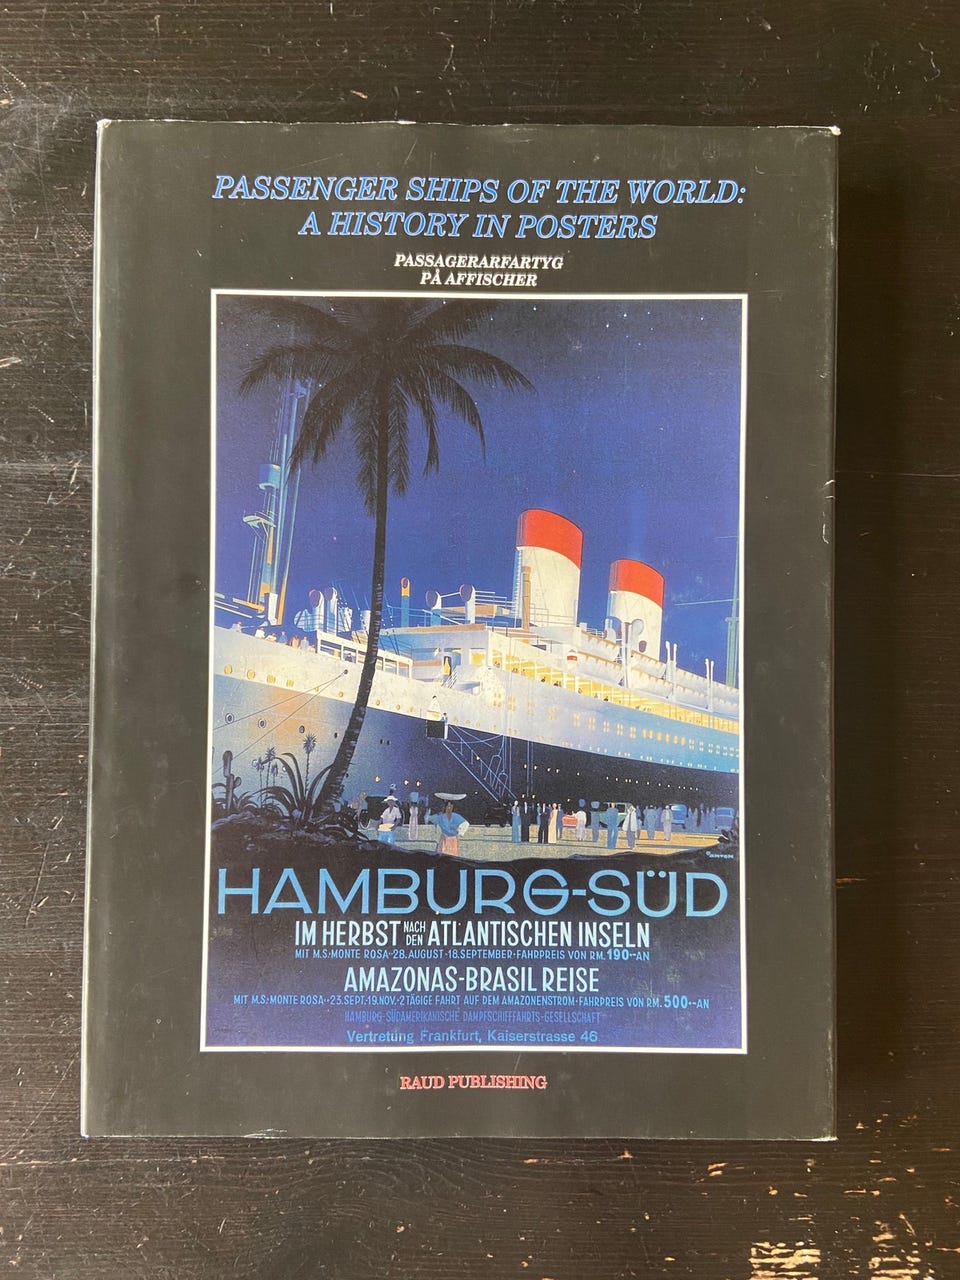 PASSENGER SHIPS OF THE WORLD:
A HISTORY IN POSTERS
PASSAGERARFARTYG
PÅ AFFISCHER
HAMBURG-SÜD
IM HERBST NACH DEN ATLANTISCHEN INSELN
MIT M.S.·MONTE ROSA··28.AUGUST·18.SEPTEMBER·FAHRPREIS VON RM.190·-AN
AMAZONAS-BRASIL REISE
MIT M.S.·MONTE ROSA··23.SEPT.·19.NOV.·2TÄGIGE FAHRT AUF DEM AMAZONENSTROM·FAHRPREIS VON RM.500·-AN
HAMBURG-SÜDAMERIKANISCHE DAMPFSCHIFFFAHRTS-GESELLSCHAFT
Vertretung Frankfurt, Kaiserstrasse 46
RAUD PUBLISHING